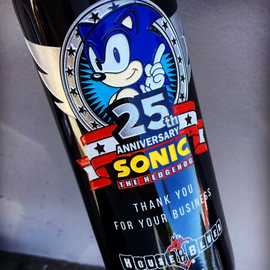 25th
ANNIVERSARY
SONIC
THE HEDGEHOG
THANK YOU
FOR YOUR BUSINESS